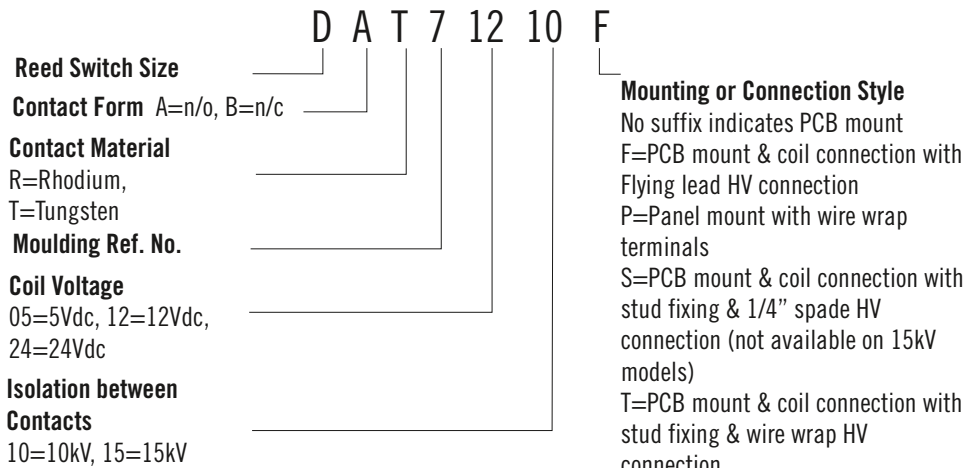 D A T 7 12 10 F
Reed Switch Size
Contact Form A=n/o, B=n/c
Contact Material
R=Rhodium,
T=Tungsten
Moulding Ref. No.
Coil Voltage
05=5Vdc, 12=12Vdc,
24=24Vdc
Isolation between
Contacts
10=10kV, 15=15kV
Mounting or Connection Style
No suffix indicates PCB mount
F=PCB mount & coil connection with
Flying lead HV connection
P=Panel mount with wire wrap
terminals
S=PCB mount & coil connection with
stud fixing & 1/4” spade HV
connection (not available on 15kV
models)
T=PCB mount & coil connection with
stud fixing & wire wrap HV
connection